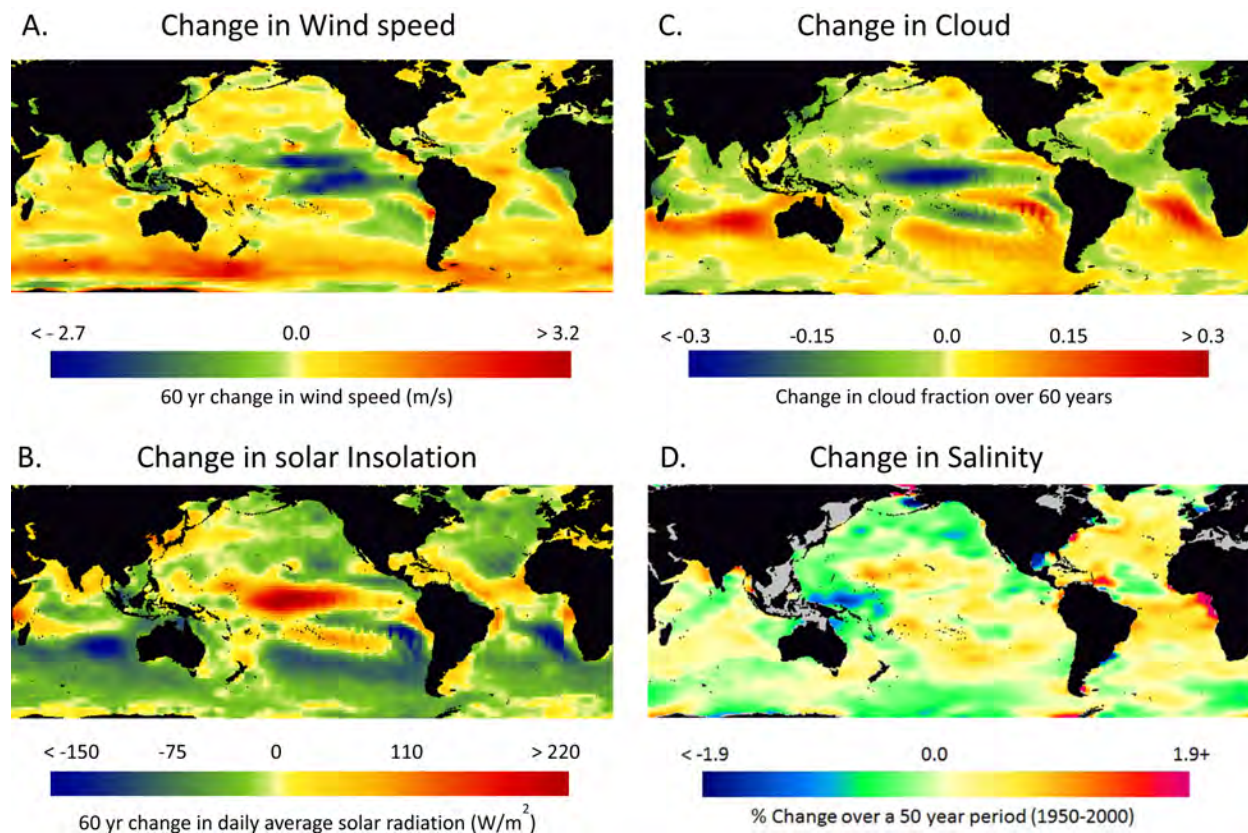 A. Change in Wind speed
< - 2.7 0.0 > 3.2
60 yr change in wind speed (m/s)
B. Change in solar Insolation
< -150 -75 0 110 > 220
60 yr change in daily average solar radiation (W/m²)
C. Change in Cloud
< -0.3 -0.15 0.0 0.15 > 0.3
Change in cloud fraction over 60 years
D. Change in Salinity
< -1.9 0.0 1.9+
% Change over a 50 year period (1950-2000)